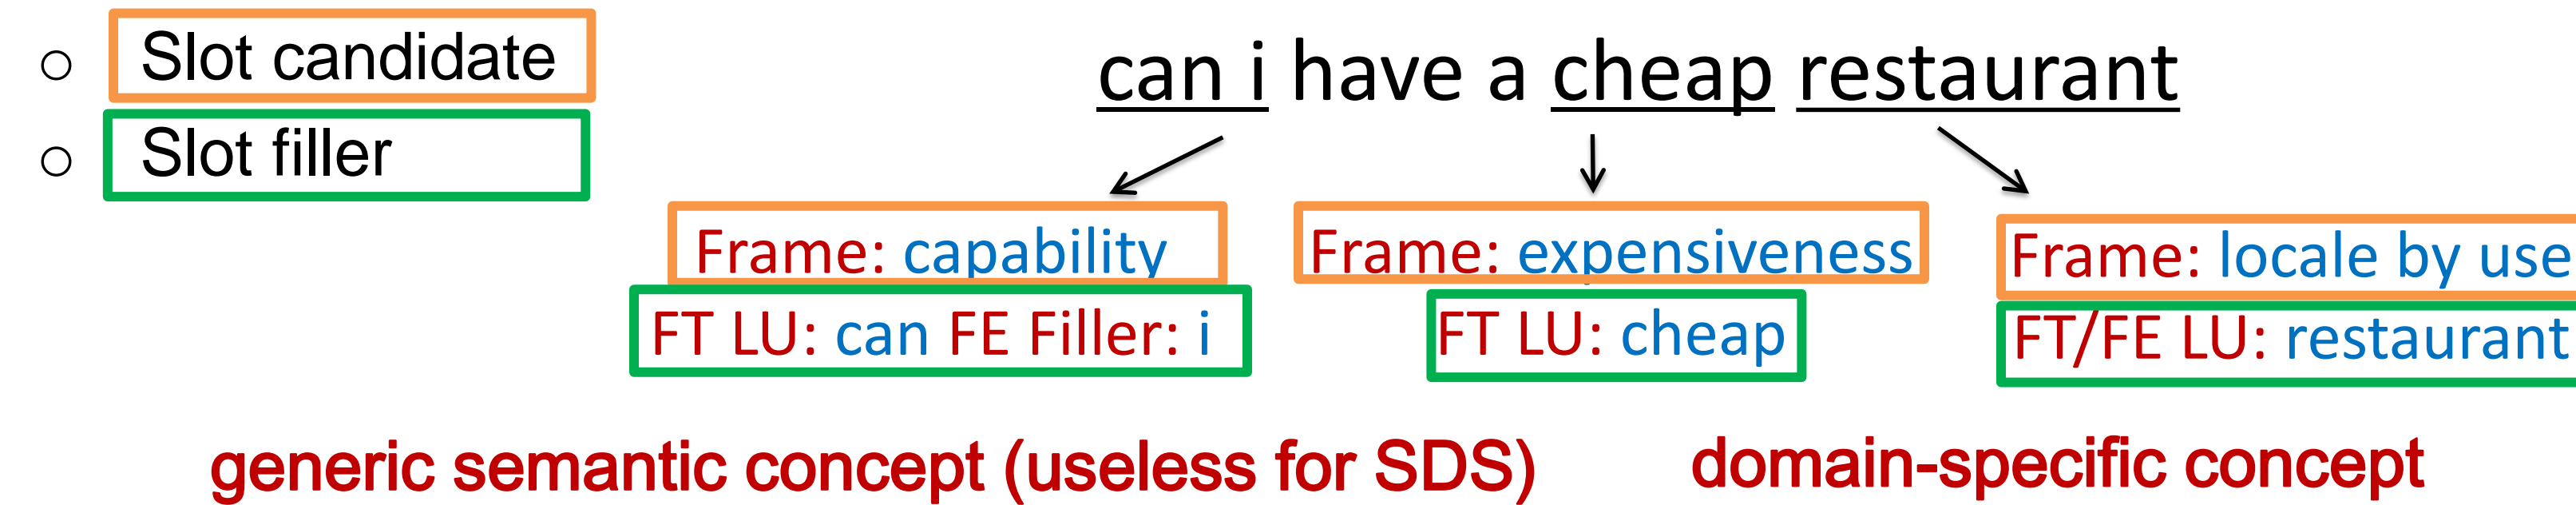 ○ Slot candidate
○ Slot filler
can i have a cheap restaurant
Frame: capability
FT LU: can FE Filler: i
Frame: expensiveness
FT LU: cheap
Frame: locale by use
FT/FE LU: restaurant
generic semantic concept (useless for SDS)
domain-specific concept